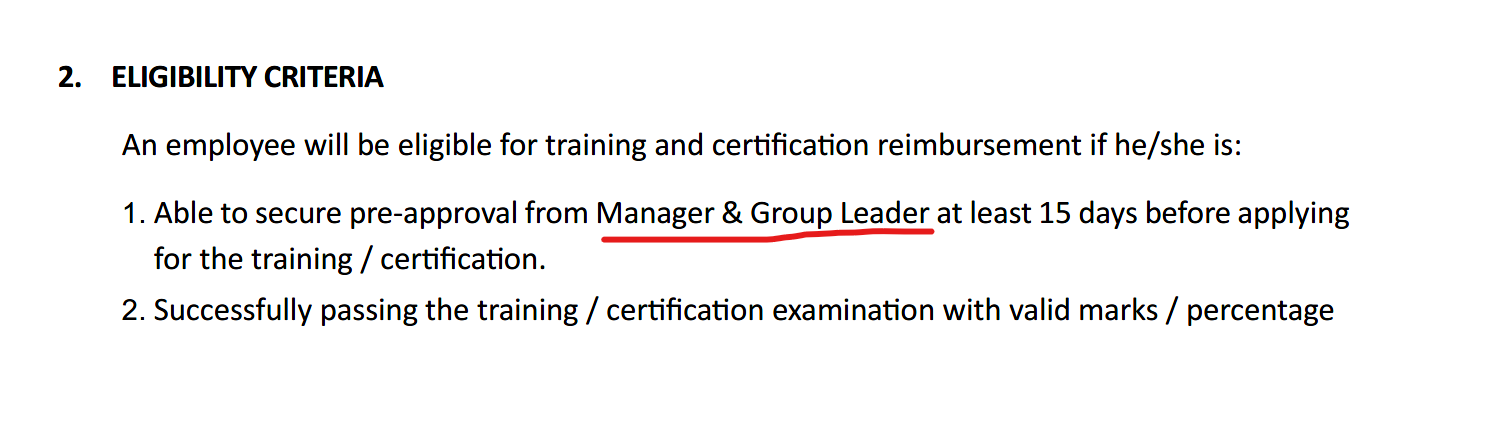 2. ELIGIBILITY CRITERIA
An employee will be eligible for training and certification reimbursement if he/she is:
1. Able to secure pre-approval from Manager & Group Leader at least 15 days before applying
for the training / certification.
2. Successfully passing the training / certification examination with valid marks / percentage